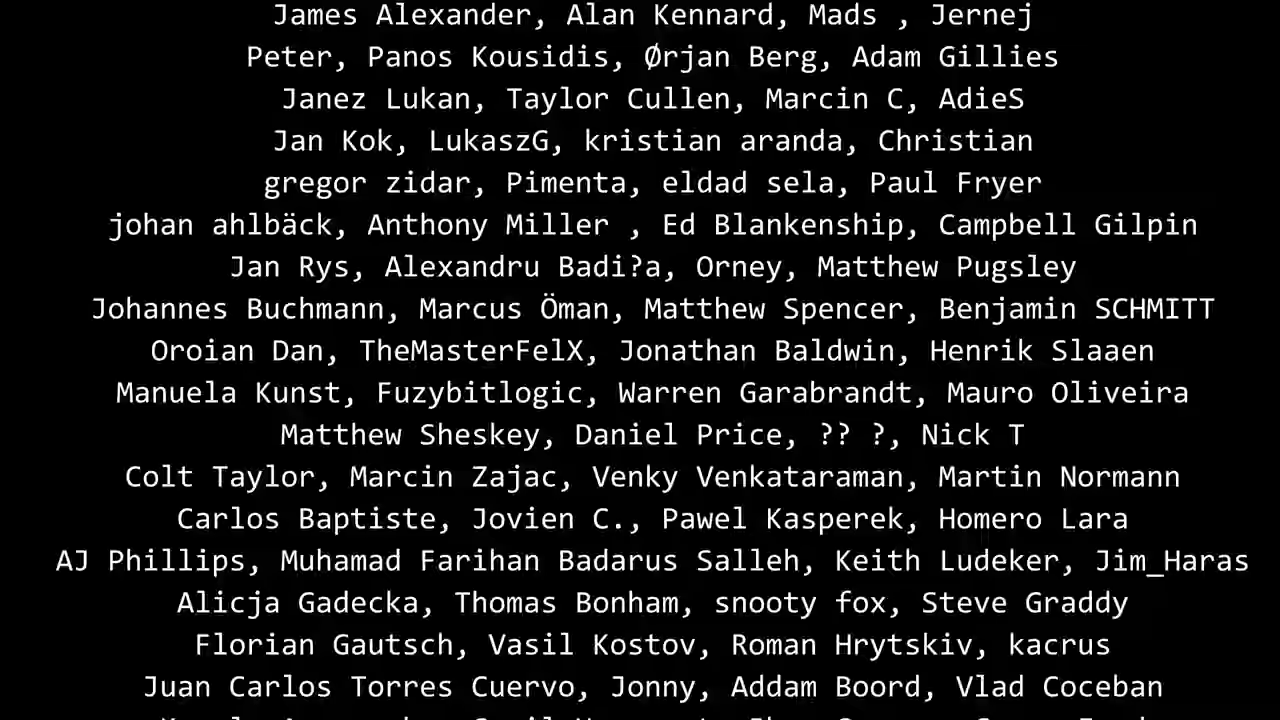 James Alexander, Alan Kennard, Mads , Jernej
Peter, Panos Kousidis, Ørjan Berg, Adam Gillies
Janez Lukan, Taylor Cullen, Marcin C, AdieS
Jan Kok, LukaszG, kristian aranda, Christian
gregor zidar, Pimenta, eldad sela, Paul Fryer
johan ahlbäck, Anthony Miller , Ed Blankenship, Campbell Gilpin
Jan Rys, Alexandru Badi?a, Orney, Matthew Pugsley
Johannes Buchmann, Marcus Öman, Matthew Spencer, Benjamin SCHMITT
Oroian Dan, TheMasterFelX, Jonathan Baldwin, Henrik Slaaen
Manuela Kunst, Fuzybitlogic, Warren Garabrandt, Mauro Oliveira
Matthew Sheskey, Daniel Price, ?? ?, Nick T
Colt Taylor, Marcin Zajac, Venky Venkataraman, Martin Normann
Carlos Baptiste, Jovien C., Pawel Kasperek, Homero Lara
AJ Phillips, Muhamad Farihan Badarus Salleh, Keith Ludeker, Jim_Haras
Alicja Gadecka, Thomas Bonham, snooty fox, Steve Graddy
Florian Gautsch, Vasil Kostov, Roman Hrytskiv, kacrus
Juan Carlos Torres Cuervo, Jonny, Addam Boord, Vlad Coceban